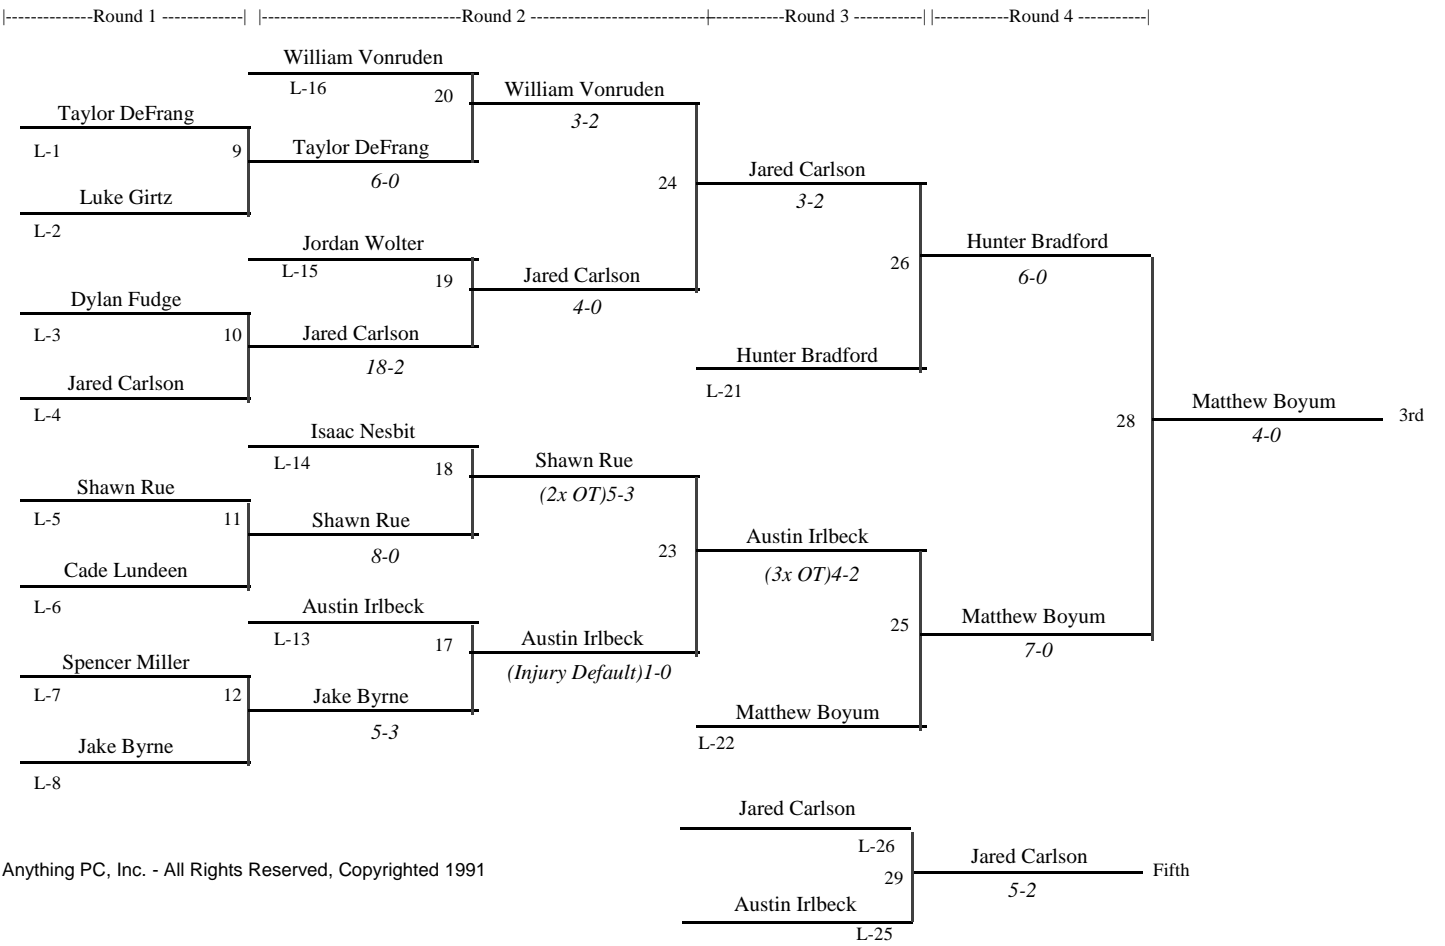 |--------------Round 1 -------------| |--------------------------------Round 2 ----------------------------+------------Round 3 -----------| |------------Round 4 -----------|
William Vonruden
L-16
20
William Vonruden
3-2
Taylor DeFrang
L-1
9
Taylor DeFrang
6-0
Luke Girtz
L-2
24
Jared Carlson
3-2
Jordan Wolter
L-15
19
Jared Carlson
4-0
Dylan Fudge
L-3
10
Jared Carlson
18-2
Jared Carlson
L-4
26
Hunter Bradford
6-0
Hunter Bradford
L-21
Isaac Nesbit
L-14
18
Shawn Rue
(2x OT)5-3
Shawn Rue
L-5
11
Shawn Rue
8-0
Cade Lundeen
L-6
23
Austin Irlbeck
(3x OT)4-2
Austin Irlbeck
L-13
17
Austin Irlbeck
(Injury Default)1-0
Spencer Miller
L-7
12
Jake Byrne
5-3
Jake Byrne
L-8
25
Matthew Boyum
7-0
Matthew Boyum
L-22
28
Matthew Boyum
4-0
3rd
Jared Carlson
L-26
29
Jared Carlson
5-2
Fifth
Austin Irlbeck
L-25
Anything PC, Inc. - All Rights Reserved, Copyrighted 1991